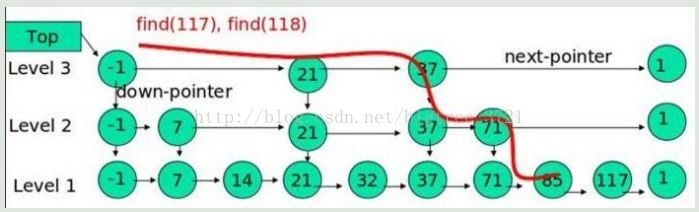 find(117), find(118)
Top
next-pointer
Level 3
-1 21 37 1
down-pointer
Level 2
-1 7 21 37 71 1
Level 1
-1 7 14 21 32 37 71 85 117 1